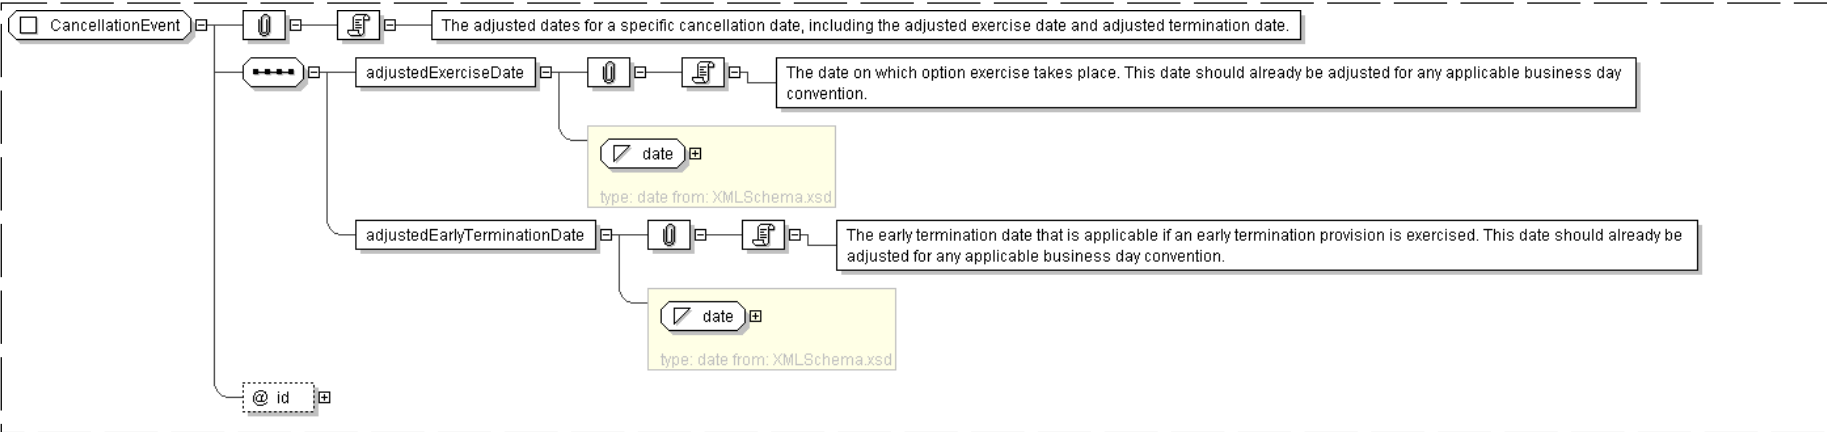 CancellationEvent
The adjusted dates for a specific cancellation date, including the adjusted exercise date and adjusted termination date.
adjustedExerciseDate
The date on which option exercise takes place. This date should already be adjusted for any applicable business day
convention.
date
type: date from: XMLSchema.xsd
adjustedEarlyTerminationDate
The early termination date that is applicable if an early termination provision is exercised. This date should already be
adjusted for any applicable business day convention.
date
type: date from: XMLSchema.xsd
@ id